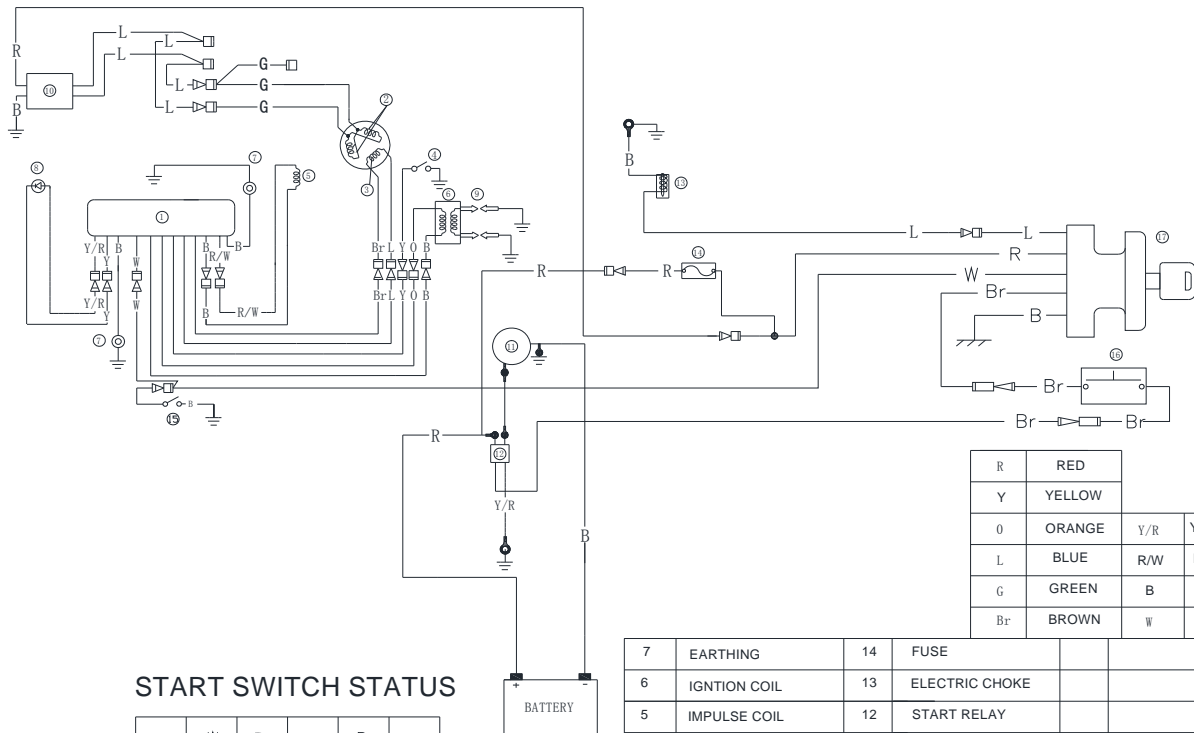 L
L
L
R
10
G
L
G
B
L
G
2
8
7
5
3
4
6
9
1
B
13
14
17
L
L
R
R
R
W
Br
B
Y/R
B
B
B
Y
W
R/W
Br L Y O B
Y/R
Y
W
B
R/W
Br L Y O B
7
11
16
B
15
Br
Br
Br
R
12
Y/R
B
R RED
Y YELLOW
O ORANGE Y/R
L BLUE R/W
G GREEN B
Br BROWN W
7 EARTHING 14 FUSE
6 IGNTION COIL 13 ELECTRIC CHOKE
5 IMPULSE COIL 12 START RELAY
START SWITCH STATUS
+ -
BATTERY